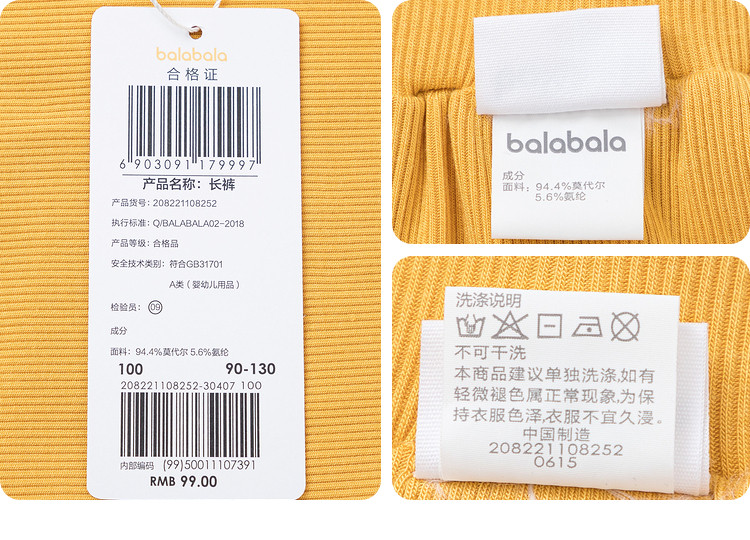 balabala
合格证
6 903091 179997
产品名称：长裤
产品货号：208221108252
执行标准：Q/BALABALA02-2018
产品等级：合格品
安全技术类别：符合GB31701
A类（婴幼儿用品）
检验员：09
成分
面料：94.4%莫代尔 5.6%氨纶
100 90-130
208221108252-30407 100
内部编码 (99)50011107391
RMB 99.00
balabala
成分
面料：94.4%莫代尔
5.6%氨纶
洗涤说明
不可干洗
本商品建议单独洗涤,如有
轻微褪色属正常现象,为保
持衣服色泽,衣服不宜久浸。
中国制造
208221108252
0615